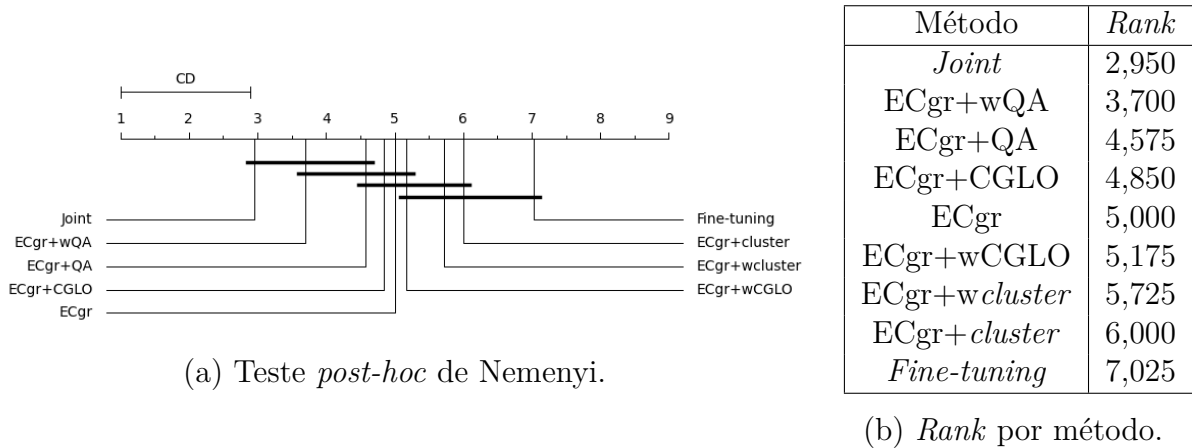 CD
1 2 3 4 5 6 7 8 9
Joint
ECgr+wQA
ECgr+QA
ECgr+CGLO
ECgr
Fine-tuning
ECgr+cluster
ECgr+wcluster
ECgr+wCGLO
(a) Teste post-hoc de Nemenyi.
Método Rank
Joint 2,950
ECgr+wQA 3,700
ECgr+QA 4,575
ECgr+CGLO 4,850
ECgr 5,000
ECgr+wCGLO 5,175
ECgr+wcluster 5,725
ECgr+cluster 6,000
Fine-tuning 7,025
(b) Rank por método.